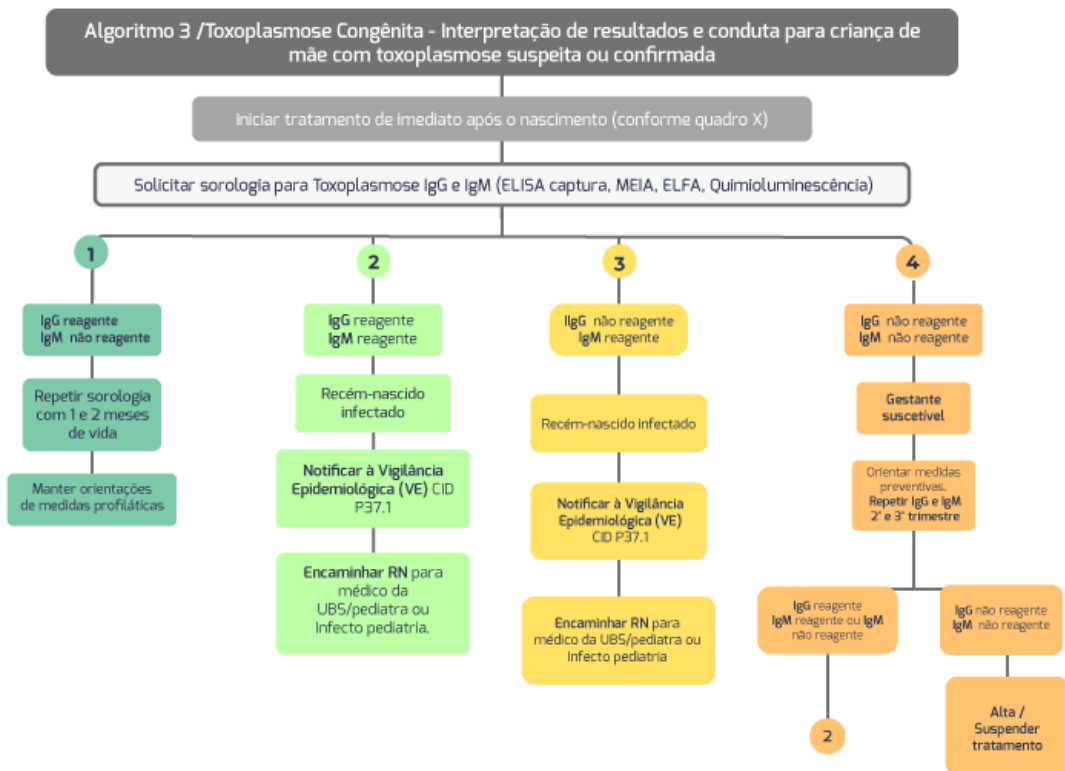 Algoritmo 3 /Toxoplasmose Congênita - Interpretação de resultados e conduta para criança de
mãe com toxoplasmose suspeita ou confirmada
Iniciar tratamento de imediato após o nascimento (conforme quadro X)
Solicitar sorologia para Toxoplasmose IgG e IgM (ELISA captura, MEIA, ELFA, Quimioluminescência)
1
IgG reagente
IgM não reagente
Repetir sorologia
com 1 e 2 meses
de vida
Manter orientações
de medidas profiláticas
2
IgG reagente
IgM reagente
Recém-nascido
infectado
Notificar à Vigilância
Epidemiológica (VE) CID
P37.1
Encaminhar RN para
médico da
UBS/pediatra ou
Infecto pediatria.
3
IIgG não reagente
IgM reagente
Recém-nascido infectado
Notificar à Vigilância
Epidemiológica (VE)
CID P37.1
Encaminhar RN para
médico da UBS/pediatra ou
Infecto pediatria
4
IgG não reagente
IgM não reagente
Gestante
suscetível
Orientar medidas
preventivas.
Repetir IgG e IgM
2° e 3° trimestre
IgG reagente
IgM reagente ou IgM
não reagente
2
IgG não reagente
IgM não reagente
Alta /
Suspender
tratamento